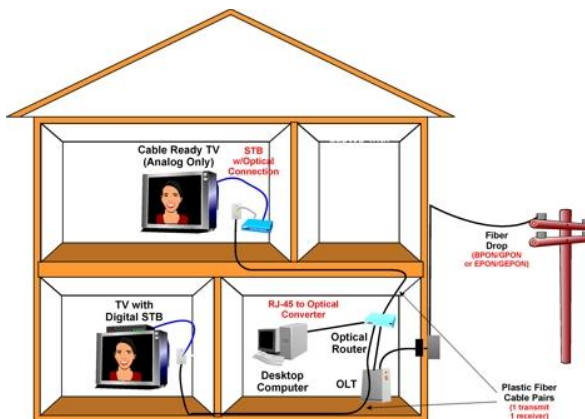 Cable Ready TV
(Analog Only)
STB
w/Optical
Connection
Fiber
Drop
(BPON/GPON
or EPON/GEPON)
TV with
Digital STB
RJ-45 to Optical
Converter
Optical
Router
Desktop
Computer
OLT
Plastic Fiber
Cable Pairs
(1 transmit
1 receiver)